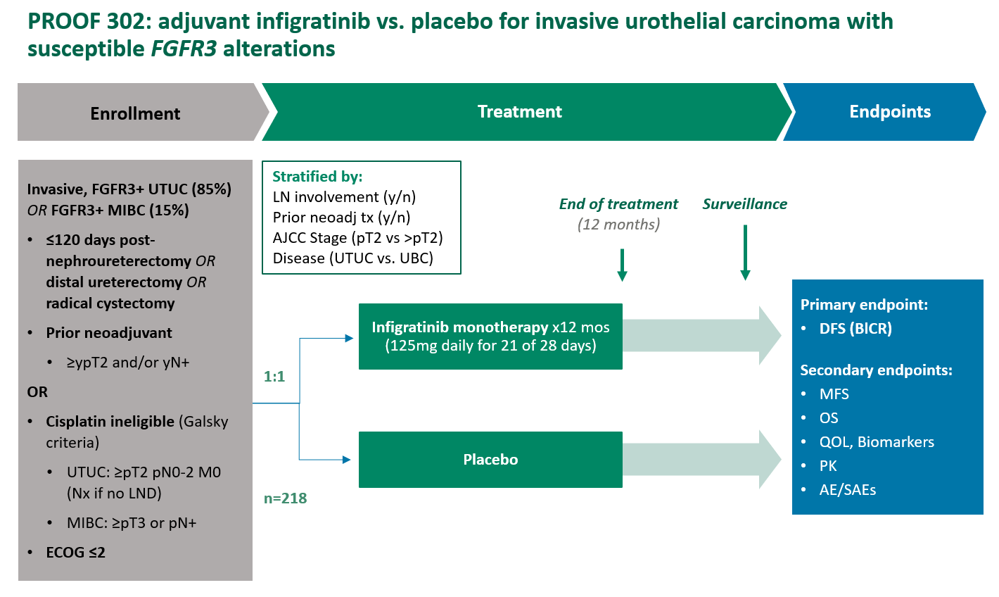 PROOF 302: adjuvant infigratinib vs. placebo for invasive urothelial carcinoma with
susceptible FGFR3 alterations
Enrollment
Treatment
Endpoints
Invasive, FGFR3+ UTUC (85%)
OR FGFR3+ MIBC (15%)
• ≤120 days post-
nephroureterectomy OR
distal ureterectomy OR
radical cystectomy
• Prior neoadjuvant
• ≥ypT2 and/or yN+
OR
• Cisplatin ineligible (Galsky
criteria)
• UTUC: ≥pT2 pN0-2 M0
(Nx if no LND)
• MIBC: ≥pT3 or pN+
• ECOG ≤2
Stratified by:
LN involvement (y/n)
Prior neoadj tx (y/n)
AJCC Stage (pT2 vs >pT2)
Disease (UTUC vs. UBC)
End of treatment
(12 months)
Surveillance
1:1
n=218
Infigratinib monotherapy x12 mos
(125mg daily for 21 of 28 days)
Placebo
Primary endpoint:
• DFS (BICR)
Secondary endpoints:
• MFS
• OS
• QOL, Biomarkers
• PK
• AE/SAEs